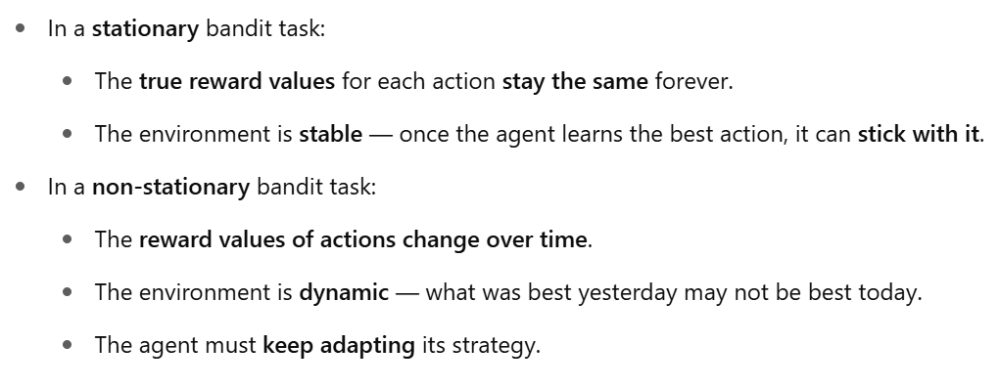 In a stationary bandit task:
The true reward values for each action stay the same forever.
The environment is stable — once the agent learns the best action, it can stick with it.
In a non-stationary bandit task:
The reward values of actions change over time.
The environment is dynamic — what was best yesterday may not be best today.
The agent must keep adapting its strategy.